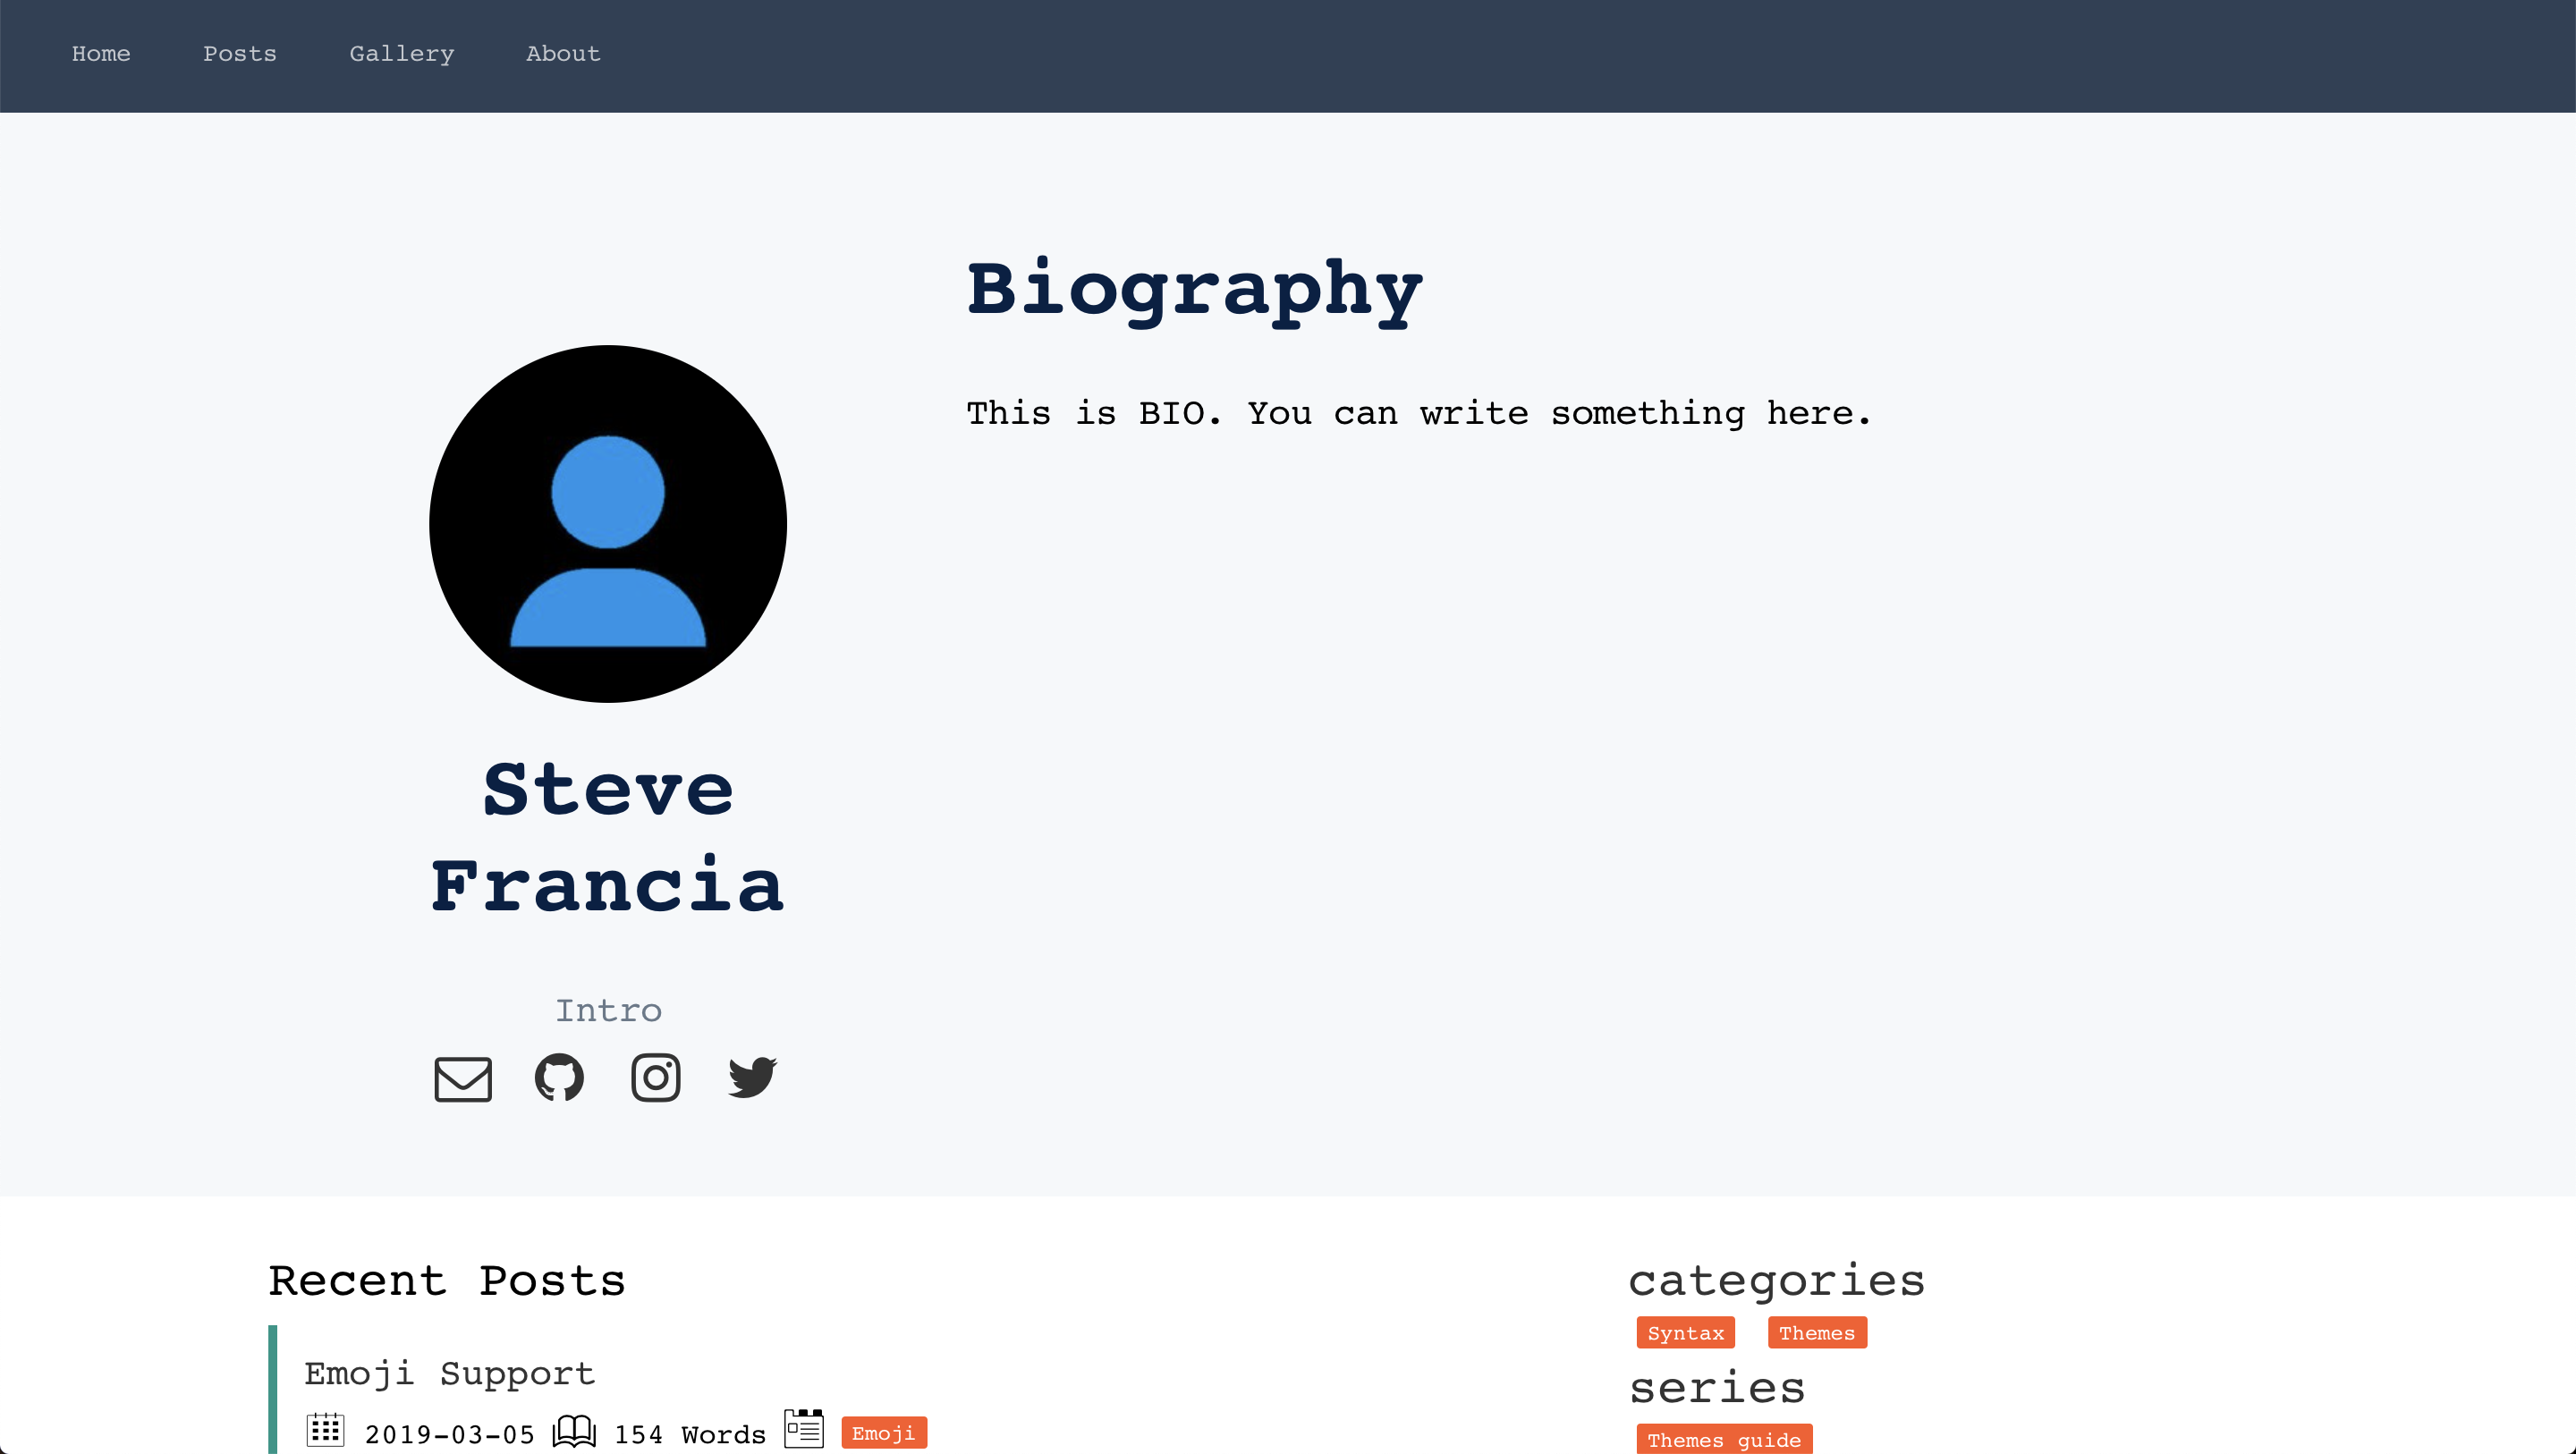 Home Posts Gallery About
Biography
This is BIO. You can write something here.
Steve
Francia
Intro
Recent Posts
Emoji Support
2019-03-05 154 Words Emoji
categories
Syntax Themes
series
Themes guide